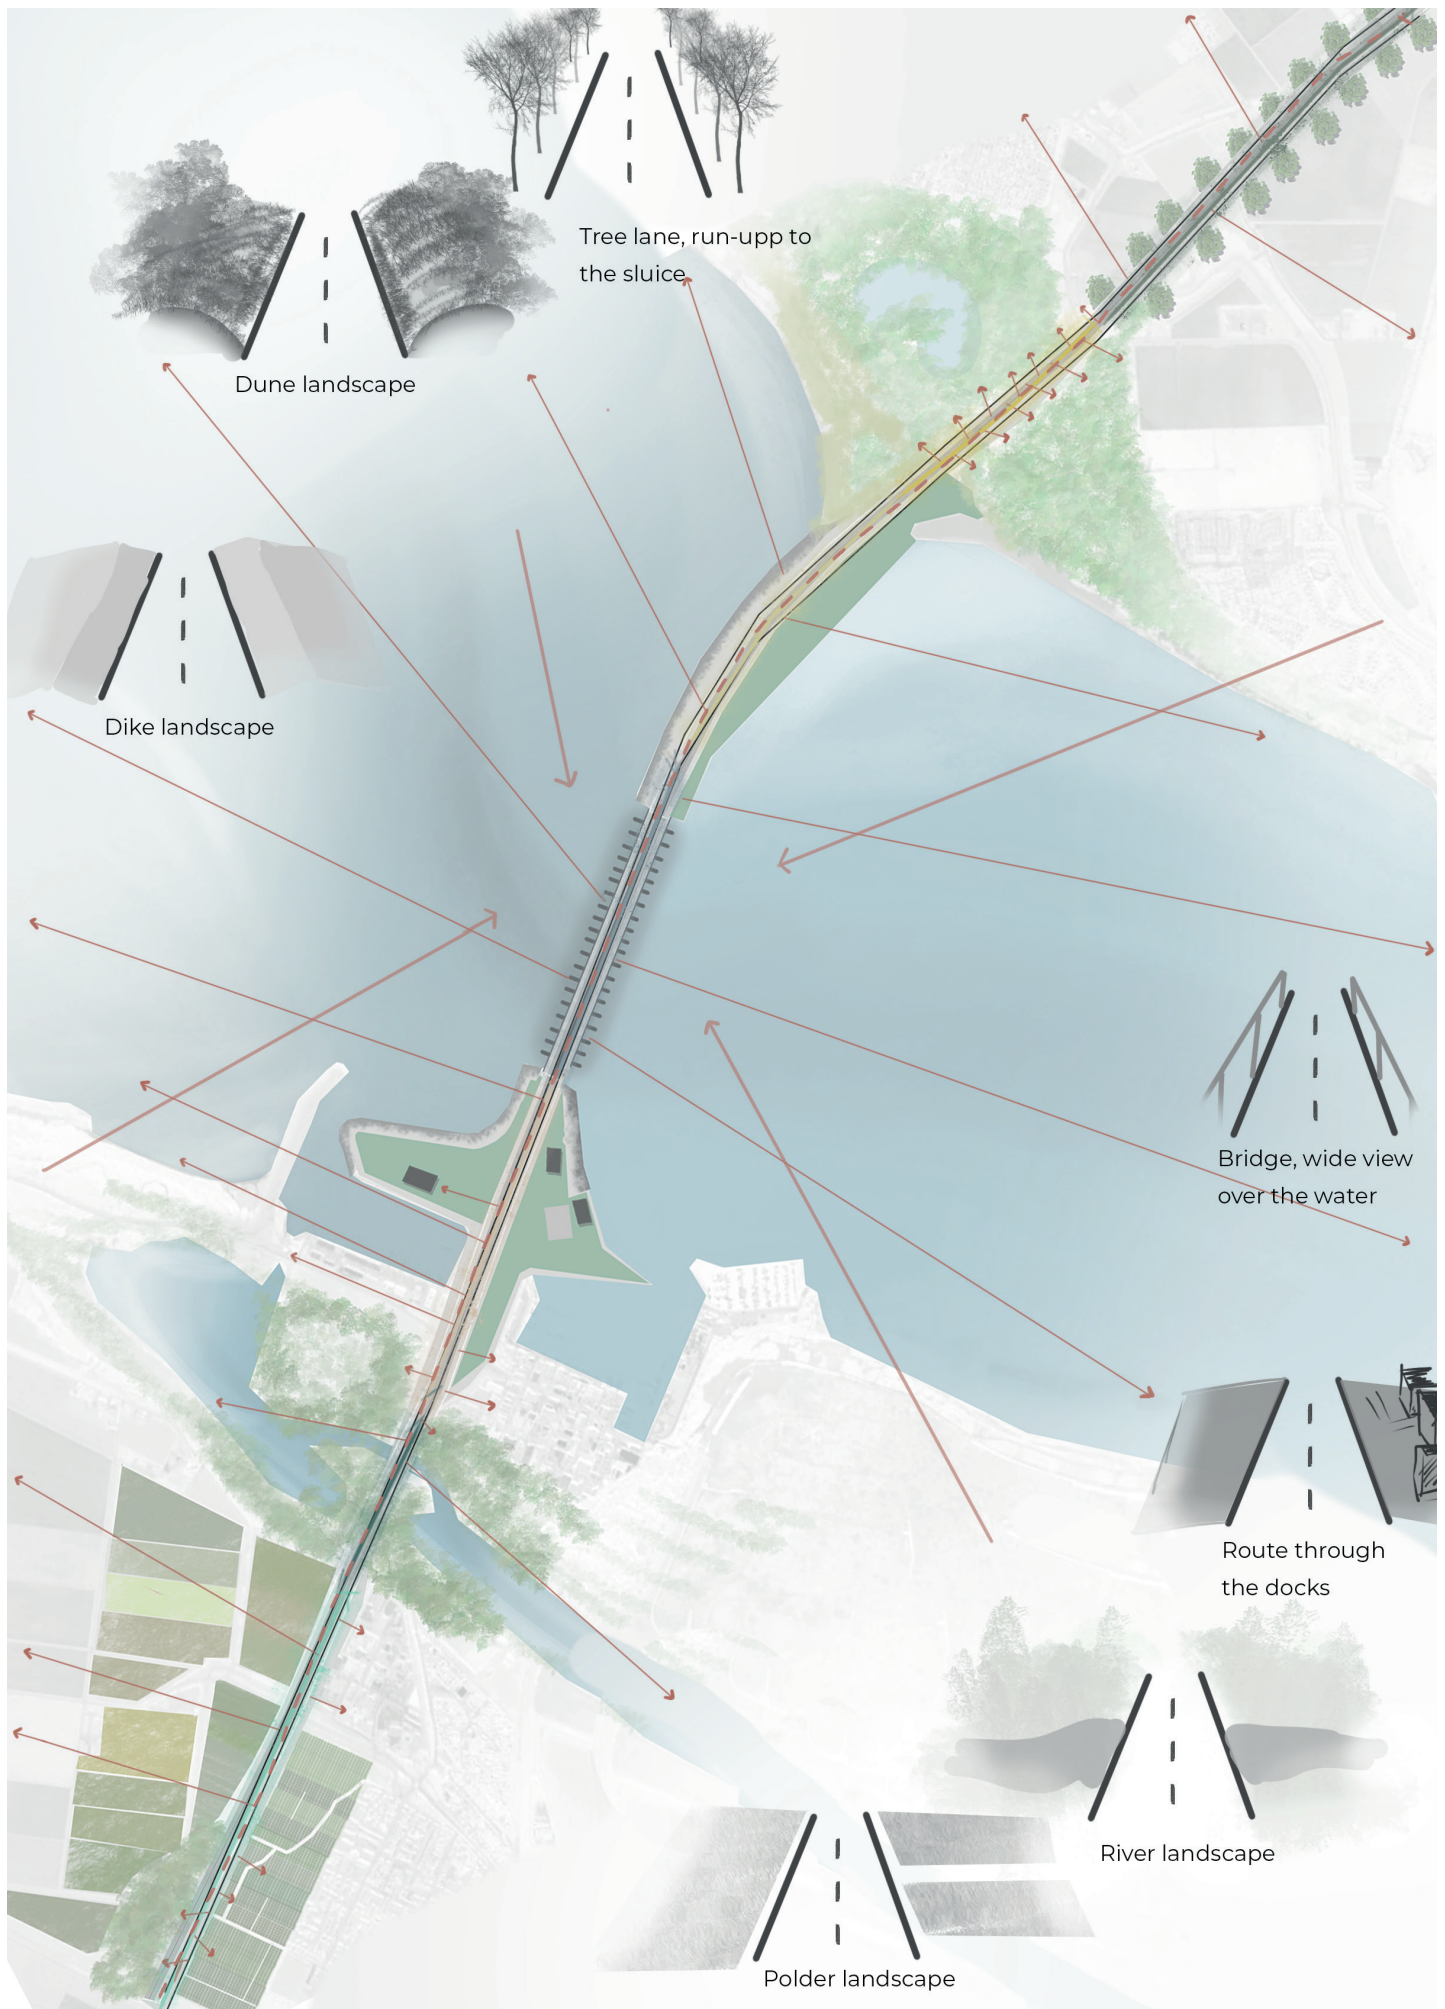 Tree lane, run-upp to
the sluice
Dune landscape
Dike landscape
Bridge, wide view
over the water
Route through
the docks
River landscape
Polder landscape